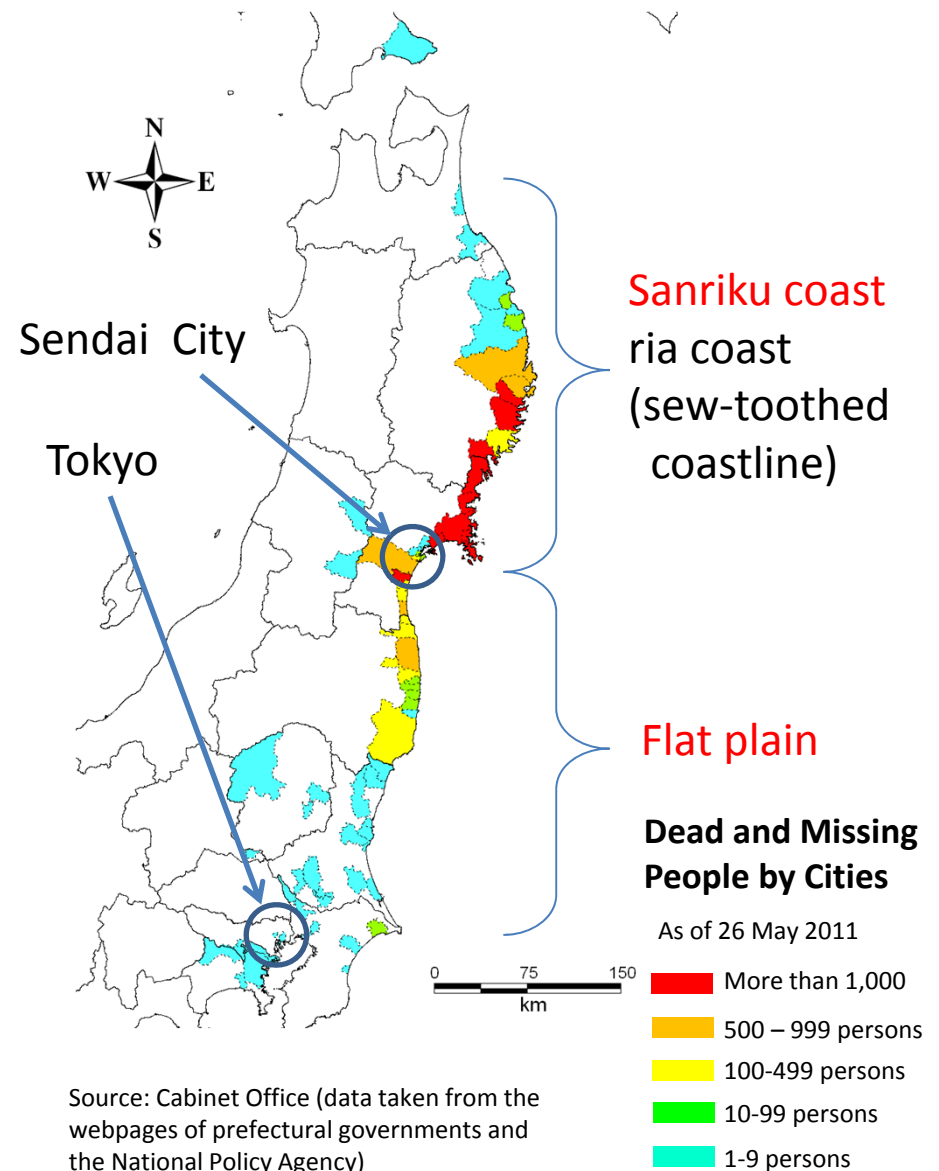 N
W E
S
Sendai City
Tokyo
Sanriku coast
ria coast
(sew-toothed
coastline)
Flat plain
Dead and Missing
People by Cities
As of 26 May 2011
More than 1,000
500 – 999 persons
100-499 persons
10-99 persons
1-9 persons
0 75 150
km
Source: Cabinet Office (data taken from the
webpages of prefectural governments and
the National Policy Agency)